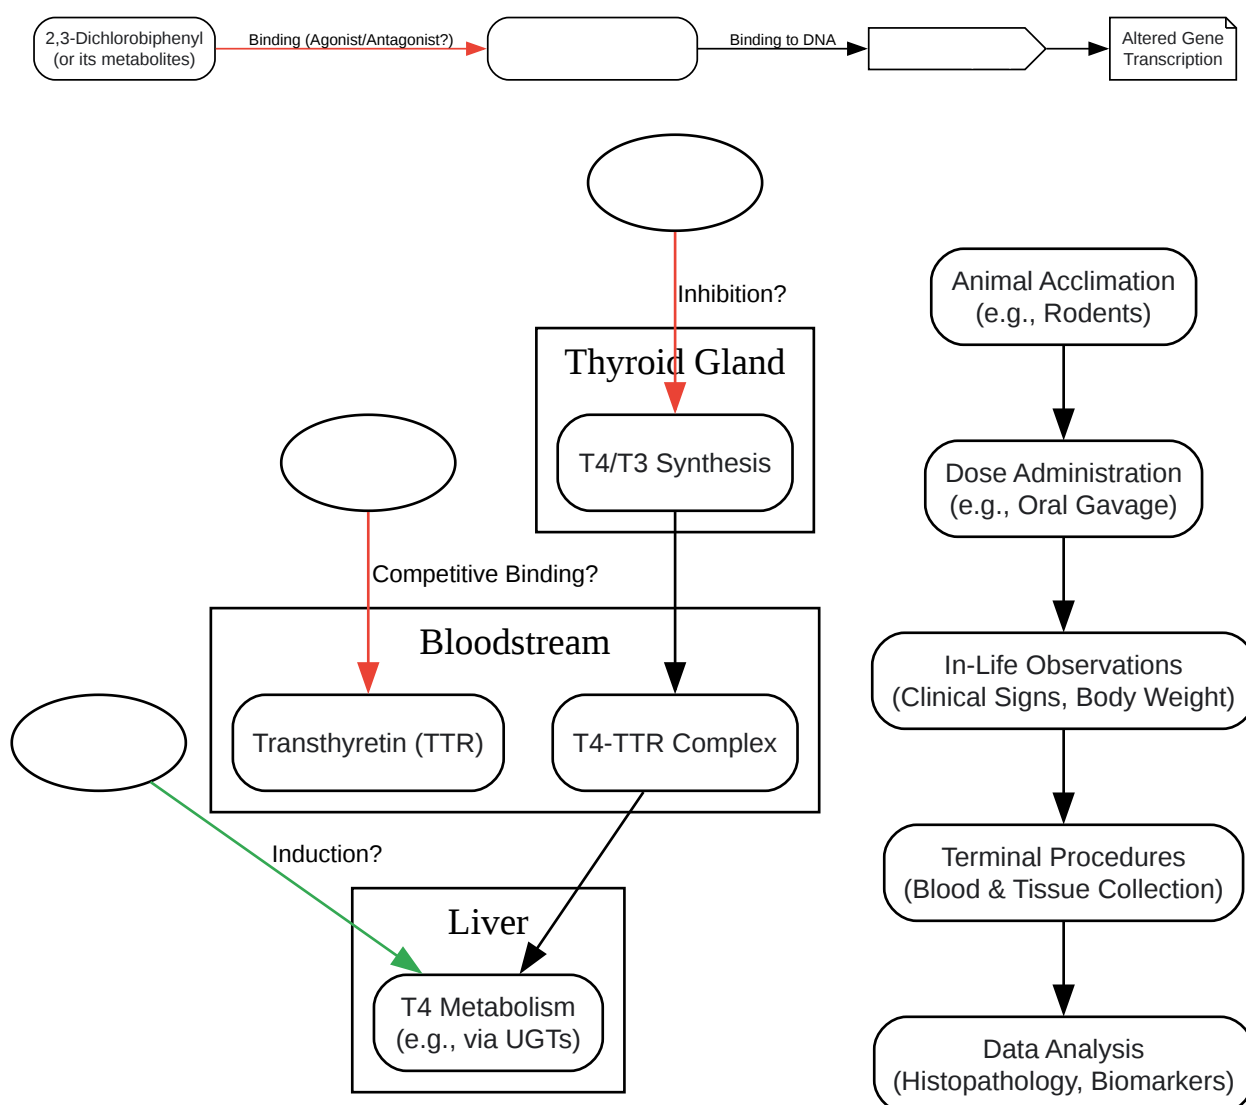 2,3-Dichlorobiphenyl
(or its metabolites)
Binding (Agonist/Antagonist?)
Binding to DNA
Altered Gene
Transcription
Inhibition?
Thyroid Gland
T4/T3 Synthesis
Competitive Binding?
Bloodstream
Transthyretin (TTR)
T4-TTR Complex
Induction?
Liver
T4 Metabolism
(e.g., via UGTs)
Animal Acclimation
(e.g., Rodents)
Dose Administration
(e.g., Oral Gavage)
In-Life Observations
(Clinical Signs, Body Weight)
Terminal Procedures
(Blood & Tissue Collection)
Data Analysis
(Histopathology, Biomarkers)